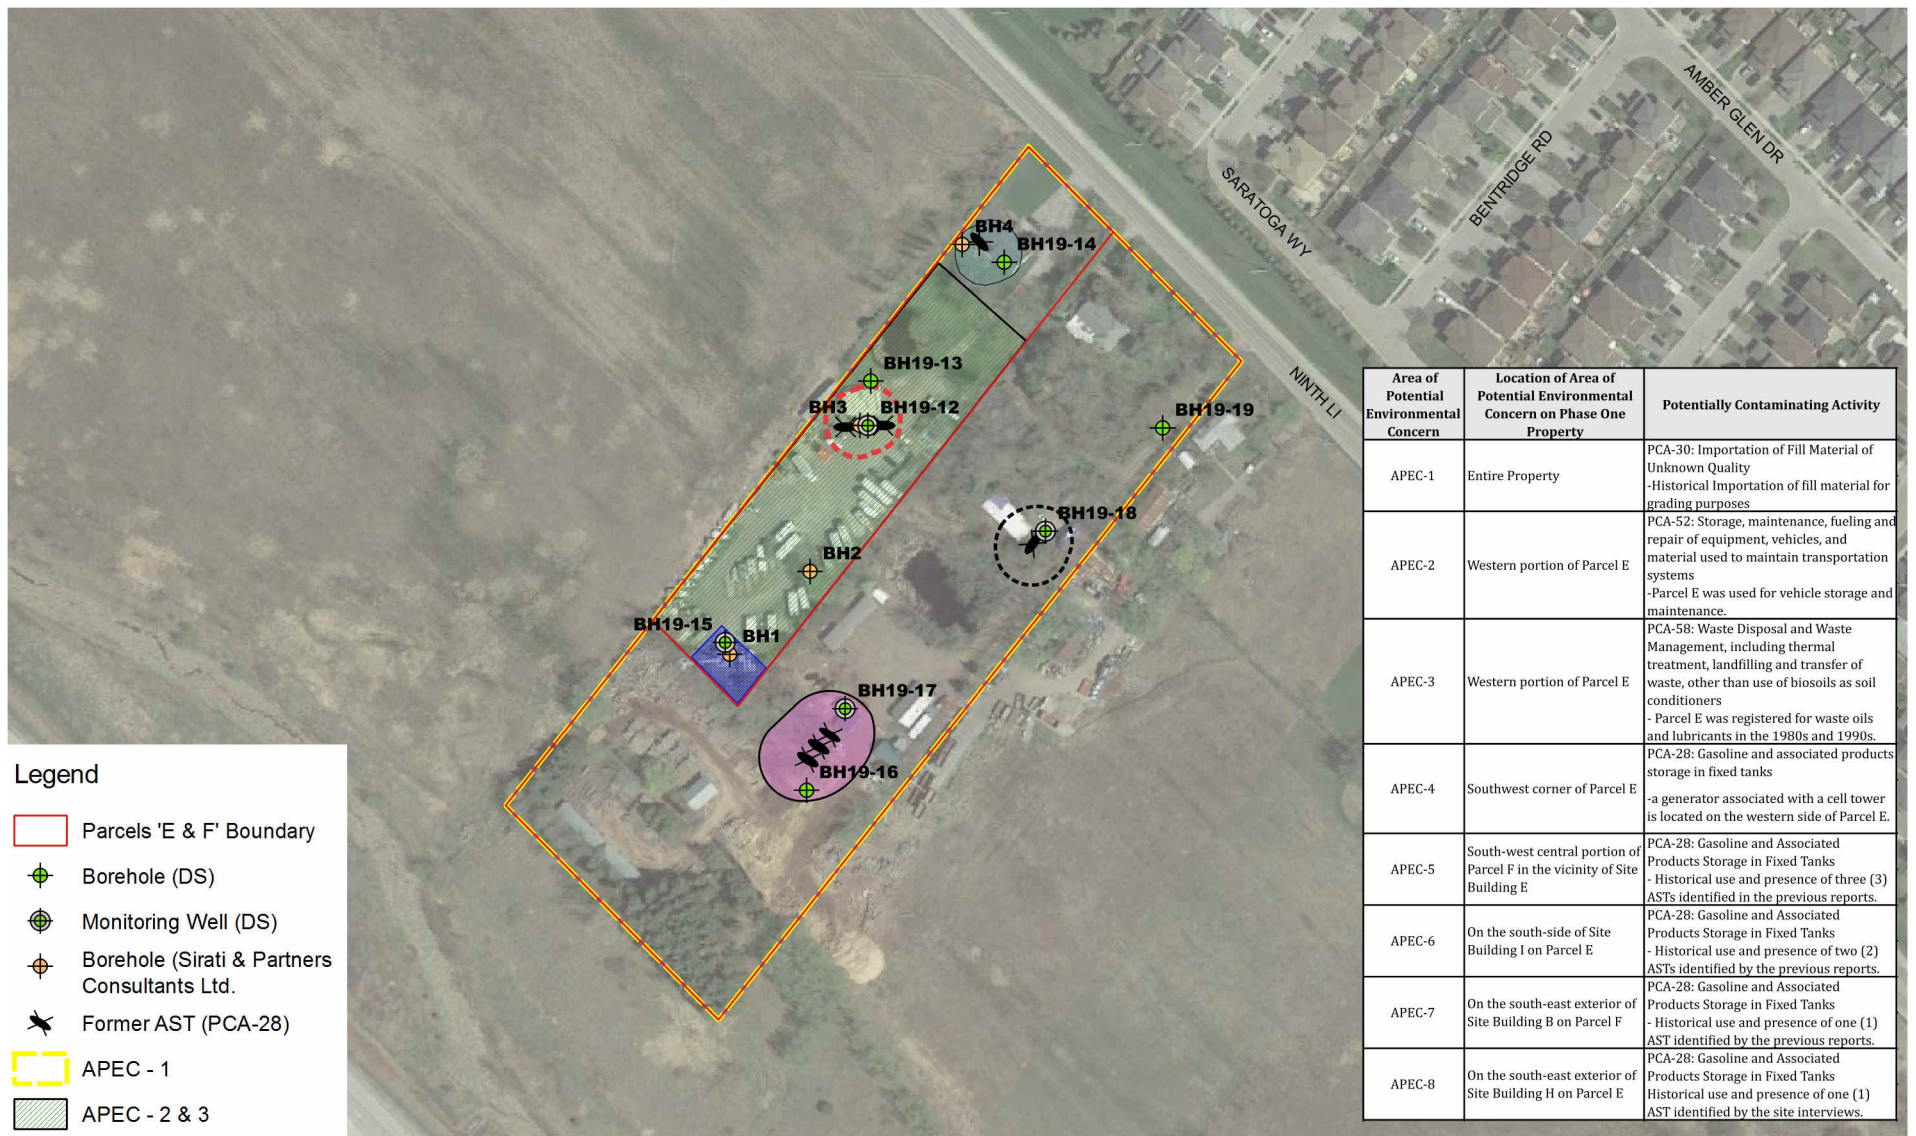 AMBER GLEN DR
BENTRIDGE RD
SARATOGA WY
NINTH LI
BH4
BH19-14
BH19-13
BH3
BH19-12
BH19-19
BH19-18
BH2
BH19-15
BH1
BH19-17
BH19-16
Legend
Parcels 'E & F' Boundary
Borehole (DS)
Monitoring Well (DS)
Borehole (Sirati & Partners
Consultants Ltd.
Former AST (PCA-28)
APEC - 1
APEC - 2 & 3
Area of
Potential
Environmental
Concern
Location of Area of
Potential Environmental
Concern on Phase One
Property
Potentially Contaminating Activity
APEC-1
Entire Property
PCA-30: Importation of Fill Material of
Unknown Quality
-Historical Importation of fill material for
grading purposes
APEC-2
Western portion of Parcel E
PCA-52: Storage, maintenance, fueling and
repair of equipment, vehicles, and
material used to maintain transportation
systems
-Parcel E was used for vehicle storage and
maintenance.
APEC-3
Western portion of Parcel E
PCA-58: Waste Disposal and Waste
Management, including thermal
treatment, landfilling and transfer of
waste, other than use of biosoils as soil
conditioners
- Parcel E was registered for waste oils
and lubricants in the 1980s and 1990s.
APEC-4
Southwest corner of Parcel E
PCA-28: Gasoline and associated products
storage in fixed tanks
-a generator associated with a cell tower
is located on the western side of Parcel E.
APEC-5
South-west central portion of
Parcel F in the vicinity of Site
Building E
PCA-28: Gasoline and Associated
Products Storage in Fixed Tanks
- Historical use and presence of three (3)
ASTs identified in the previous reports.
APEC-6
On the south-side of Site
Building I on Parcel E
PCA-28: Gasoline and Associated
Products Storage in Fixed Tanks
- Historical use and presence of two (2)
ASTs identified by the previous reports.
APEC-7
On the south-east exterior of
Site Building B on Parcel F
PCA-28: Gasoline and Associated
Products Storage in Fixed Tanks
- Historical use and presence of one (1)
AST identified by the previous reports.
APEC-8
On the south-east exterior of
Site Building H on Parcel E
PCA-28: Gasoline and Associated
Products Storage in Fixed Tanks
Historical use and presence of one (1)
AST identified by the site interviews.